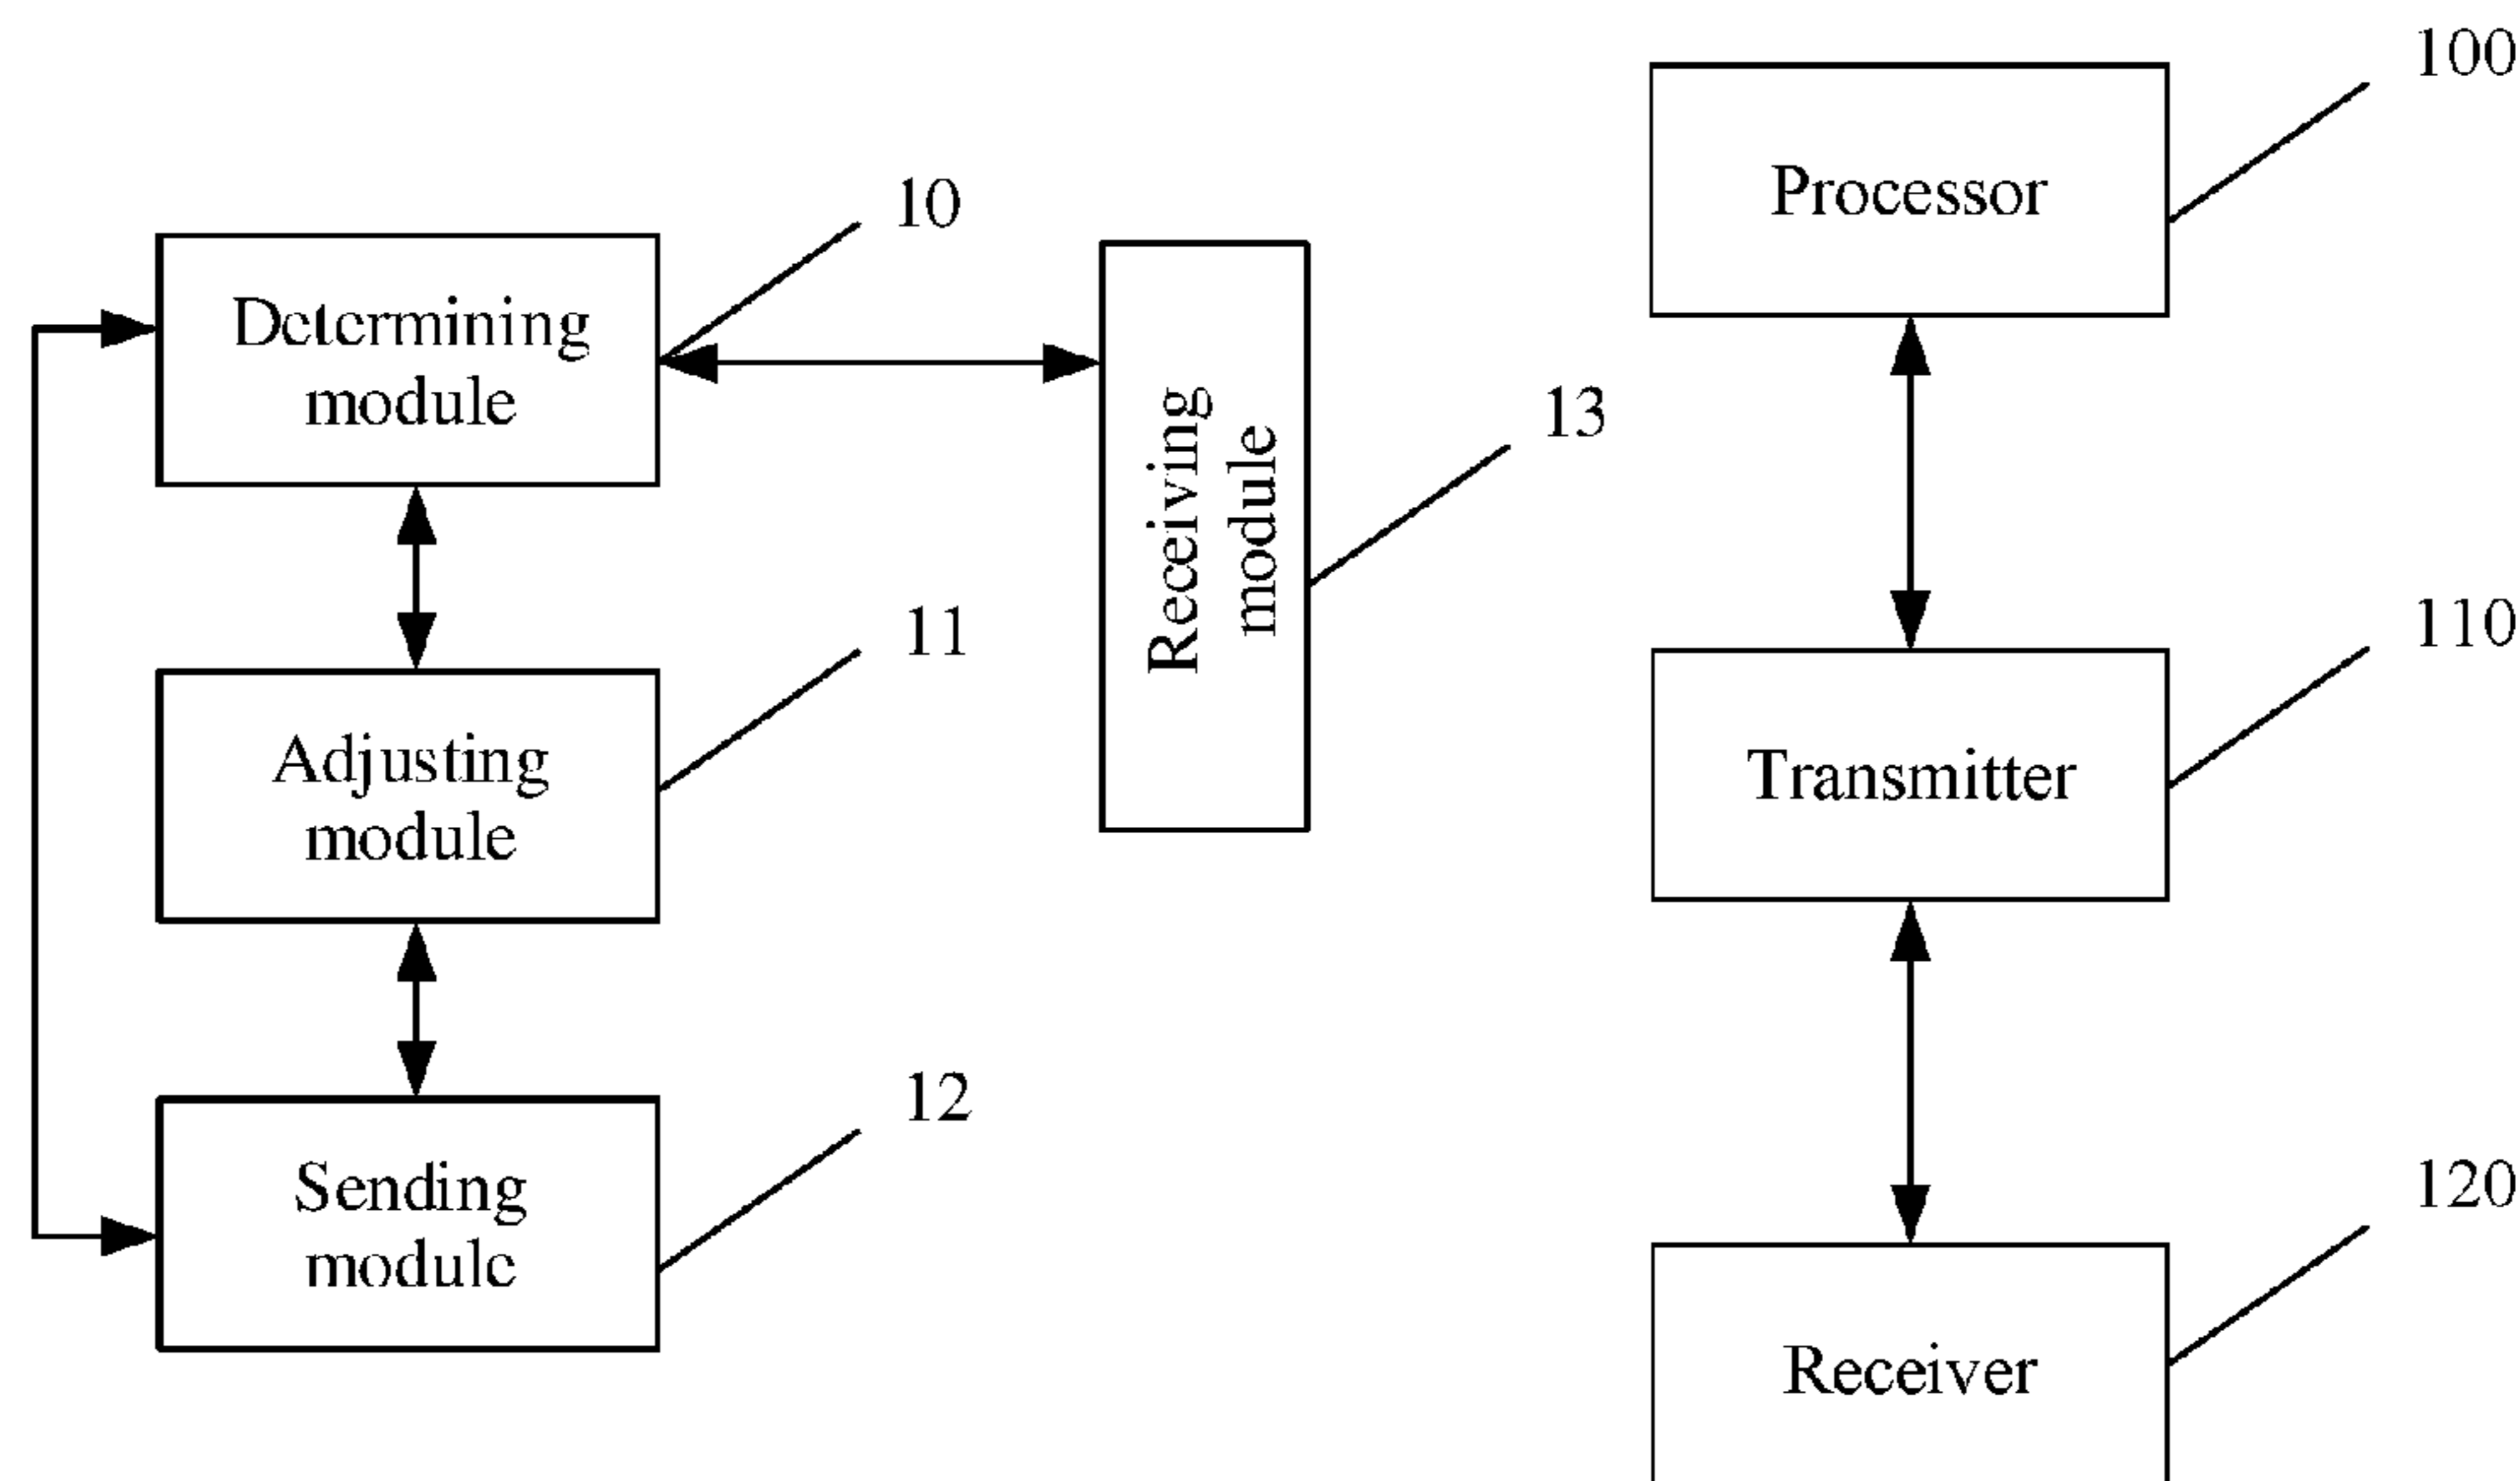 10
Determining
module
11
Adjusting
module
12
Sending
module
Receiving
module
13
100
Processor
110
Transmitter
120
Receiver